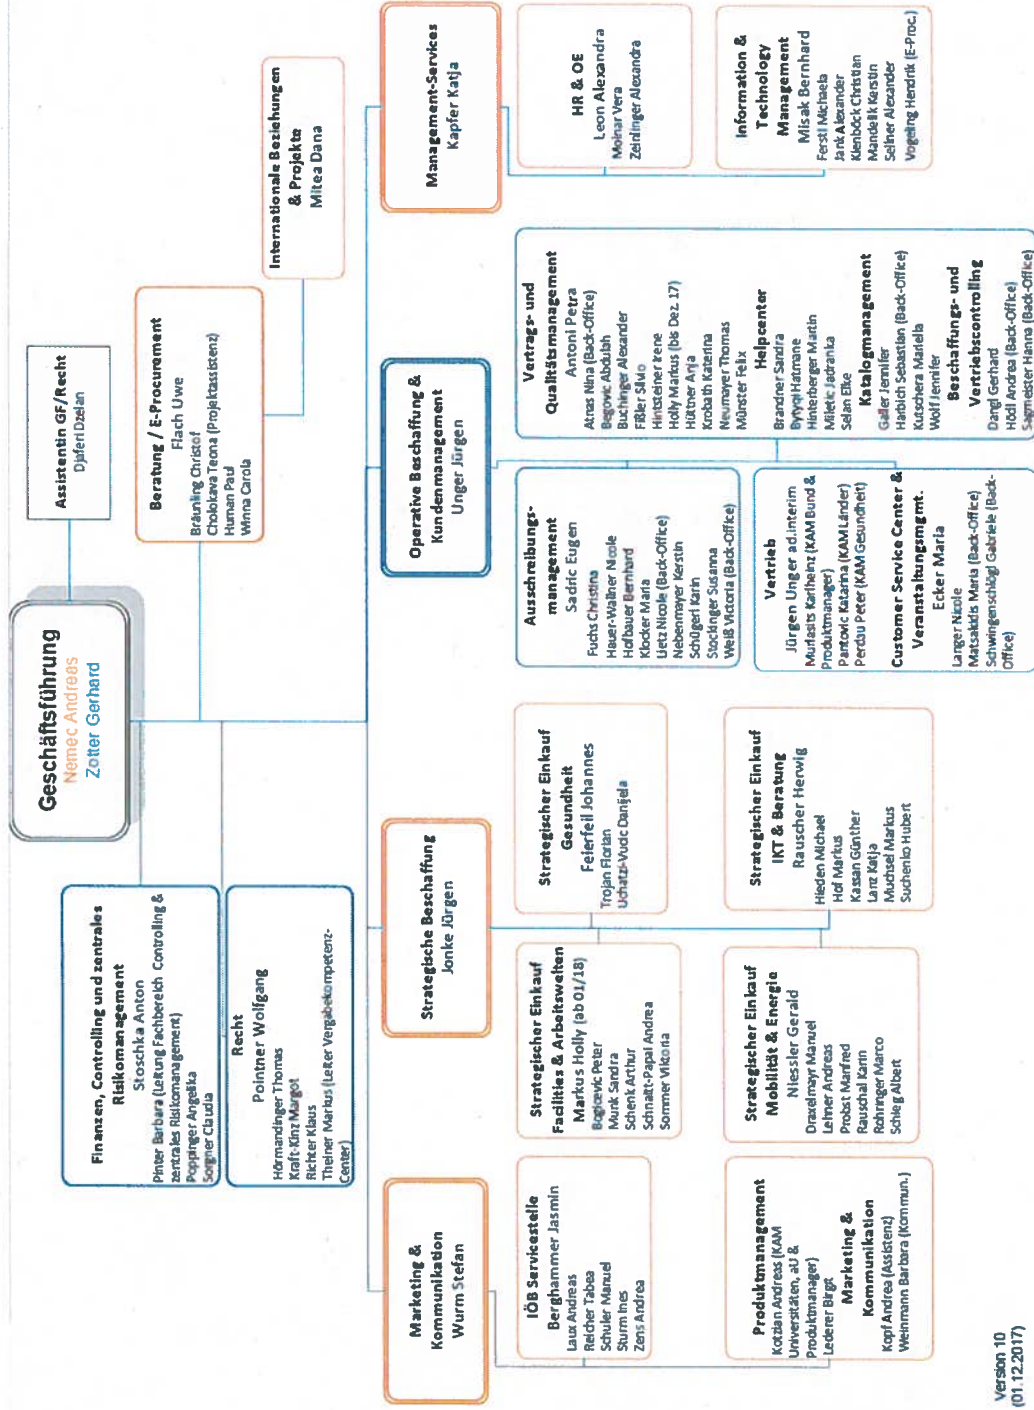 Geschäftsführung
Nemec Andreas
Zotter Gerhard
Assistentin GF/Recht
Djaferi Dzelan
Finanzen, Controlling und zentrales
Risikomanagement
Stoschka Anton
Pinter Barbara (Leitung Fachbereich Controlling &
zentrales Risikomanagement)
Poppinger Angelika
Sorgner Claudia
Recht
Pointner Wolfgang
Hörmandinger Thomas
Kraft-Kinz Margot
Richter Klaus
Theiner Markus (Leiter Vergabekompetenz-
Center)
Beratung / E-Procurement
Flach Uwe
Bräunling Christof
Cholokava Teona (Projektassistenz)
Human Paul
Winna Carola
Internationale Beziehungen
& Projekte
Mitea Dana
Marketing &
Kommunikation
Wurm Stefan
IÖB Servicestelle
Berghammer Jasmin
Laux Andreas
Reicher Tabea
Schuler Manuel
Sturm Ines
Zens Andrea
Produktmanagement
Kotzian Andreas (KAM
Universitäten, aU &
Produktmanager)
Lederer Birgit
Marketing &
Kommunikation
Kopf Andrea (Assistenz)
Weinmann Barbara (Kommun.)
Strategische Beschaffung
Jonke Jürgen
Strategischer Einkauf
Facilities & Arbeitswelten
Markus Holly (ab 01/18)
Bogicevic Peter
Munk Sandra
Schenk Arthur
Schnaitt-Papai Andrea
Sommer Viktoria
Strategischer Einkauf
Mobilität & Energie
Niessler Gerald
Draxelmayr Manuel
Lehner Andreas
Probst Manfred
Rauschal Karin
Rohringer Marco
Schleg Albert
Strategischer Einkauf
Gesundheit
Feierfeil Johannes
Trojan Florian
Uchatzi-Vucic Danijela
Strategischer Einkauf
IKT & Beratung
Rauscher Herwig
Hieden Michael
Hof Markus
Kassan Günther
Lanz Katja
Muchsel Markus
Suchenko Hubert
Operative Beschaffung &
Kundenmanagement
Unger Jürgen
Ausschreibungs-
management
Sadric Eugen
Fuchs Christina
Hauer-Wallner Nicole
Hofbauer Bernhard
Klocker Maria
Lietz Nicole (Back-Office)
Nebenmayer Kerstin
Schügerl Karin
Stockinger Susanna
Weiß Victoria (Back-Office)
Vertrieb
Jürgen Unger ad.interim
Murlasits Karlheinz (KAM Bund &
Produktmanager)
Pantovic Katarina (KAM Länder)
Perdau Peter (KAM Gesundheit)
Customer Service Center &
Veranstaltungsmgmt.
Ecker Maria
Langer Nicole
Matsakidis Maria (Back-Office)
Schwingenschlögl Gabriele (Back-
Office)
Vertrags- und
Qualitätsmanagement
Antoni Petra
Atnas Nina (Back-Office)
Begovic Abdulah
Buchinger Alexander
Fißler Silvio
Hintsteiner Irene
Holly Markus (bis Dez. 17)
Hüttner Anja
Krobath Katerina
Neumayer Thomas
Münster Felix
Helpcenter
Brandner Sandra
Bytyqi Hatmane
Hinterberger Martin
Miletic Jadranka
Selan Elke
Katalogmanagement
Galler Jennifer
Harbich Sebastian (Back-Office)
Kutschera Mariella
Wolf Jennifer
Beschaffungs- und
Vertriebscontrolling
Dangl Gerhard
Hödl Andrea (Back-Office)
Sagmeister Hanna (Back-Office)
Management-Services
Kapfer Katja
HR & OE
Leon Alexandra
Molnar Vera
Zeinlinger Alexandra
Information &
Technology
Management
Misak Bernhard
Ferstl Michaela
Jank Alexander
Klenböck Christian
Mandelik Kerstin
Sellner Alexander
Vogeling Hendrik (E-Proc.)
Version 10
(01.12.2017)